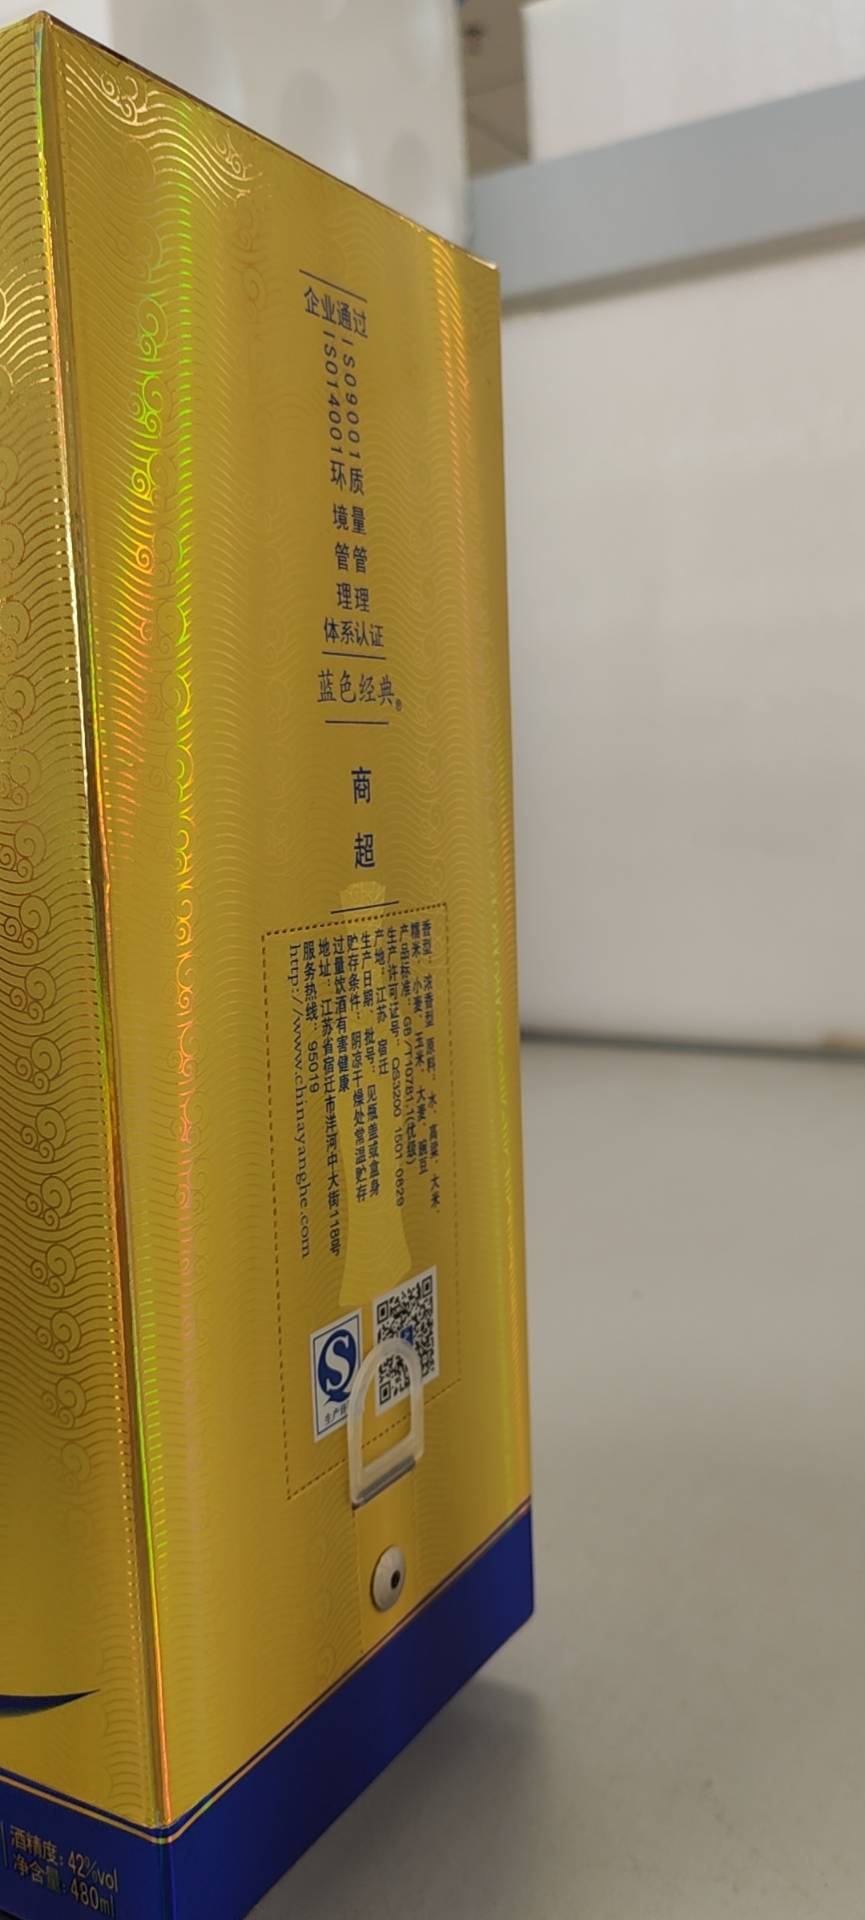 企业通过
ISO9001质量管理
ISO14001环境管理
体系认证
蓝色经典®
商超
香型：浓香型 原料：水、高粱、大米、
糯米、小麦、玉米、大麦、豌豆
产品标准：GB/T10781.1(优级)
生产许可证号：QS3200 1501 0829
产地：江苏 宿迁
生产日期、批号：见瓶盖或盒身
贮存条件：阴凉干燥处常温贮存
过量饮酒有害健康
地址：江苏省宿迁市洋河中大街118号
服务热线：95019
http://www.chinayanghe.com
生产
酒精度：42%vol
净含量：480ml